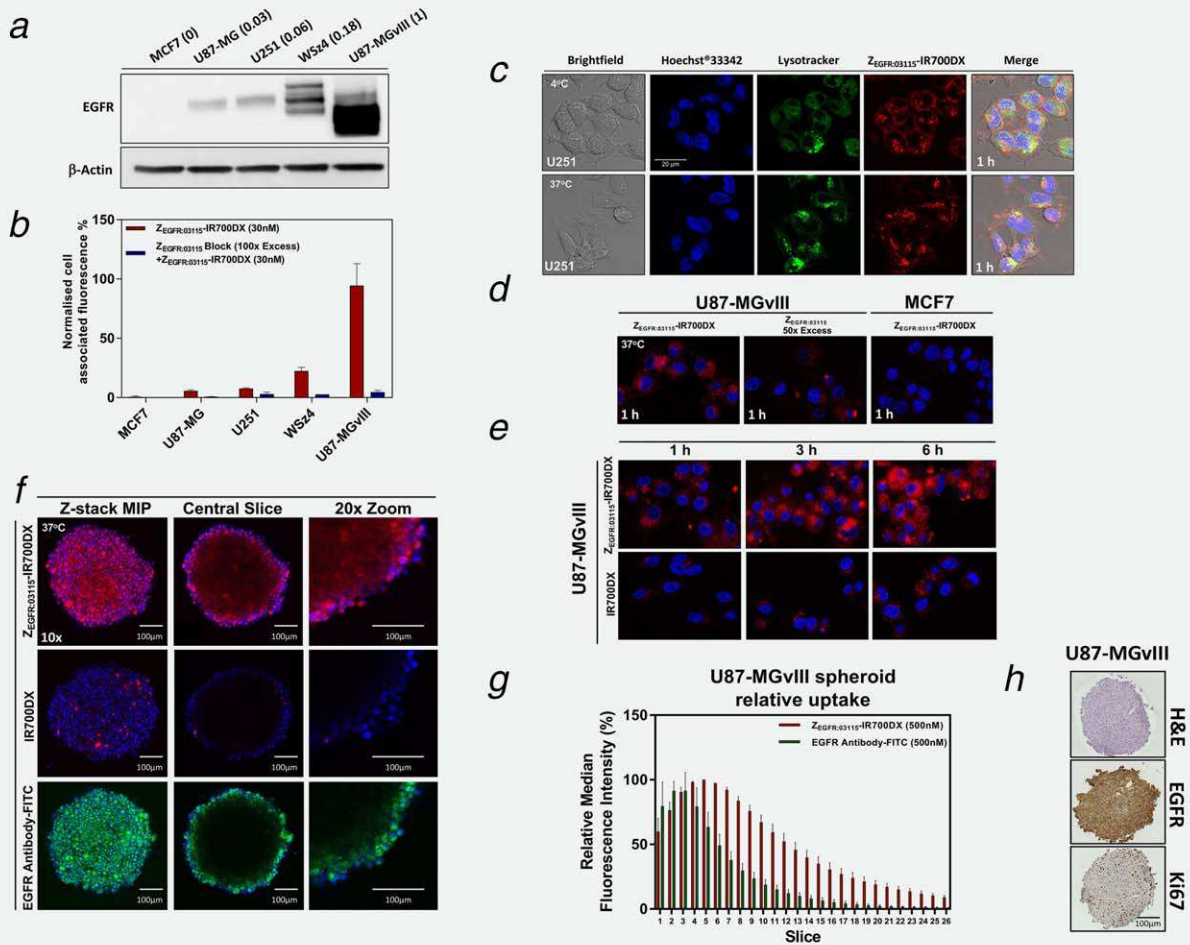 a
MCF7 (0)
U87-MG (0.03)
U251 (0.06)
WSz4 (0.18)
U87-MGvIII (1)
EGFR
β-Actin
b
Normalised cell
associated fluorescence %
150
100
50
0
ZEGFR:03115-IR700DX (30nM)
ZEGFR:03115 Block (100x Excess)
+ZEGFR:03115-IR700DX (30nM)
MCF7
U87-MG
U251
WSz4
U87-MGvIII
c
Brightfield
Hoechst®33342
Lysotracker
ZEGFR:03115-IR700DX
Merge
4°C
U251
20 µm
1 h
37°C
U251
1 h
d
U87-MGvIII
MCF7
ZEGFR:03115-IR700DX
ZEGFR:03115
50x Excess
ZEGFR:03115-IR700DX
37°C
1 h
1 h
1 h
e
1 h
3 h
6 h
U87-MGvIII
ZEGFR:03115-IR700DX
IR700DX
f
Z-stack MIP
Central Slice
20x Zoom
ZEGFR:03115-IR700DX
37°C
10x
100µm
100µm
100µm
IR700DX
100µm
100µm
100µm
EGFR Antibody-FITC
100µm
100µm
100µm
g
U87-MGvIII spheroid
relative uptake
Relative Median
Fluorescence Intensity (%)
150
100
50
0
ZEGFR:03115-IR700DX (500nM)
EGFR Antibody-FITC (500nM)
1 2 3 4 5 6 7 8 9 10 11 12 13 14 15 16 17 18 19 20 21 22 23 24 25 26
Slice
h
U87-MGvIII
H&E
EGFR
Ki67
100µm